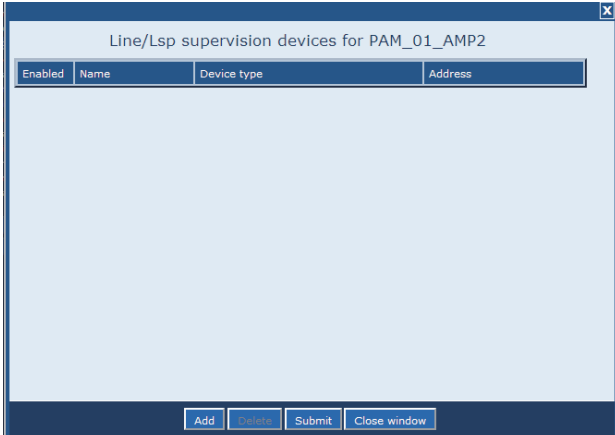 X
Line/Lsp supervision devices for PAM_01_AMP2
Enabled Name Device type Address
Add Delete Submit Close window